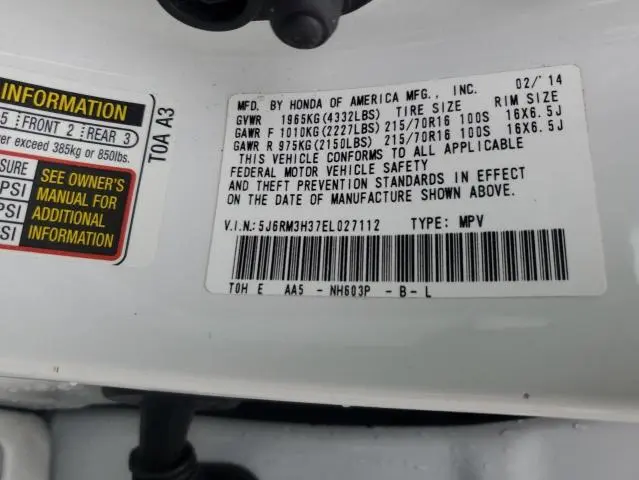 INFORMATION
5 FRONT 2 REAR 3
er exceed 385kg or 850lbs.
SURE
PSI
PSI
SI
SEE OWNER'S
MANUAL FOR
ADDITIONAL
INFORMATION
T0A A3
MFD. BY HONDA OF AMERICA MFG., INC. 02/'14
GVWR 1965KG(4332LBS) TIRE SIZE RIM SIZE
GAWR F 1010KG(2227LBS) 215/70R16 100S 16X6.5J
GAWR R 975KG(2150LBS) 215/70R16 100S 16X6.5J
THIS VEHICLE CONFORMS TO ALL APPLICABLE
FEDERAL MOTOR VEHICLE SAFETY
AND THEFT PREVENTION STANDARDS IN EFFECT
ON THE DATE OF MANUFACTURE SHOWN ABOVE.
V.I.N:5J6RM3H37EL027112 TYPE: MPV
T0H E AA5 -NH603P -B-L